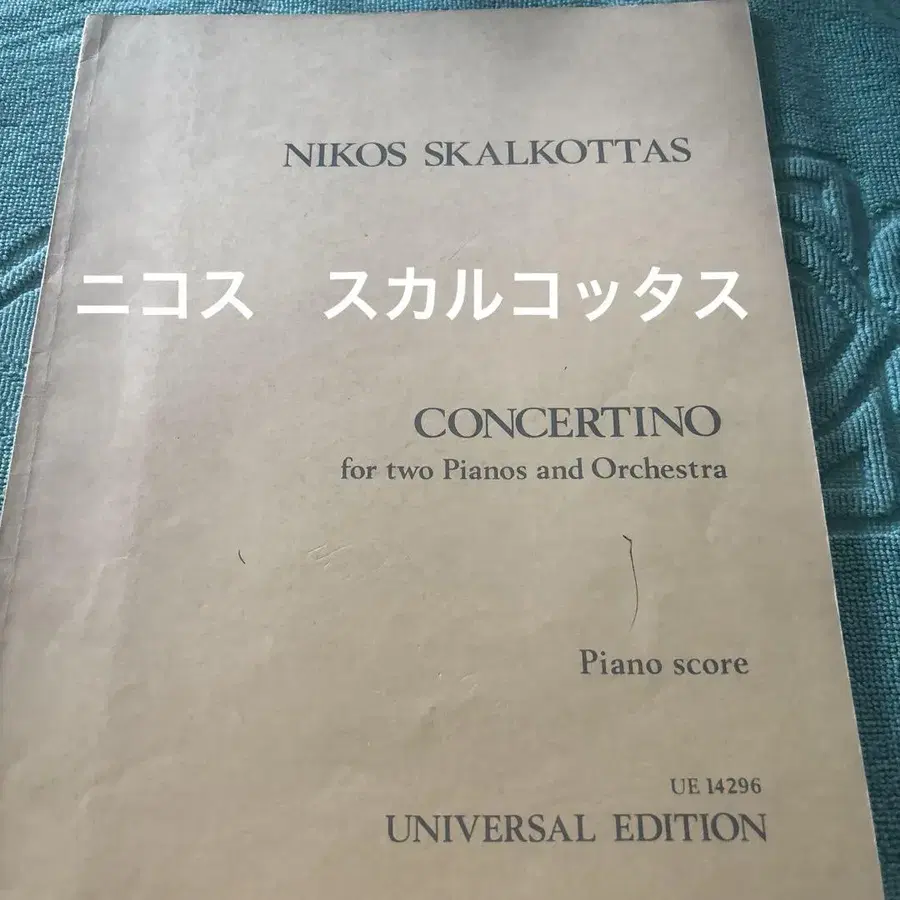 NIKOS SKALKOTTAS
ニコス　スカルコッタス
CONCERTINO
for two Pianos and Orchestra
Piano score
UE 14296
UNIVERSAL EDITION